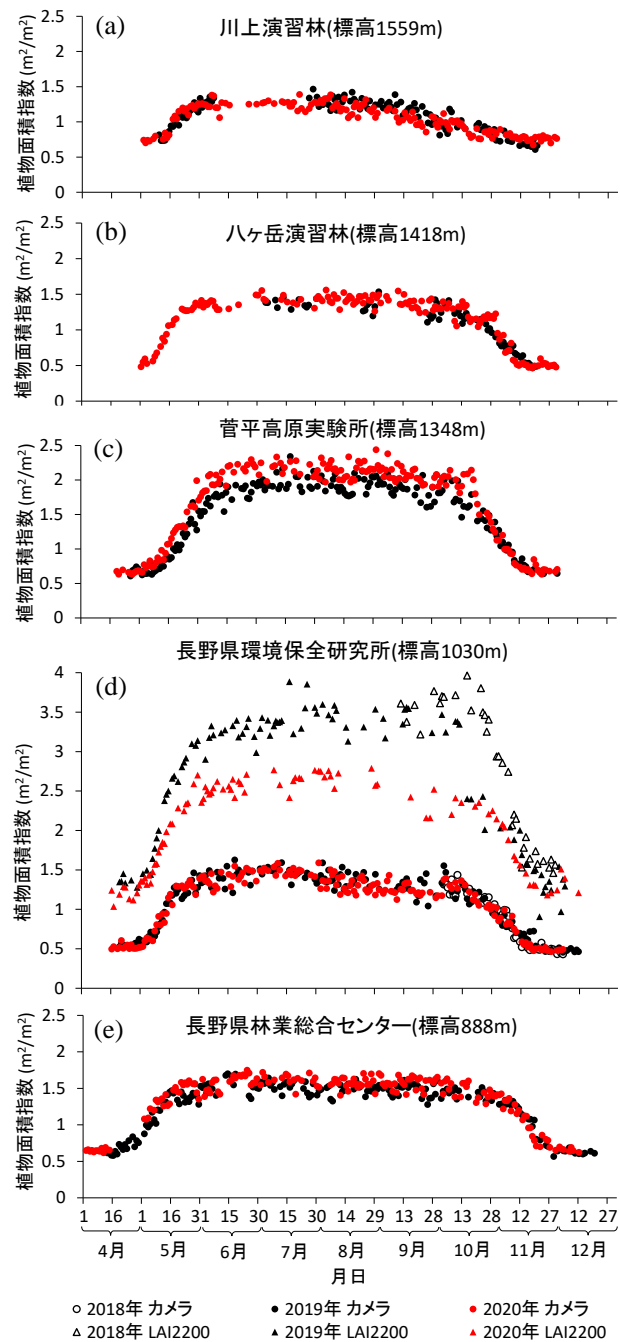 (a) 川上演習林(標高1559m)
植物面積指数 (m²/m²)
2.5
2
1.5
1
0.5
0
(b) 八ヶ岳演習林(標高1418m)
植物面積指数 (m²/m²)
2.5
2
1.5
1
0.5
0
菅平高原実験所(標高1348m)
(c)
植物面積指数 (m²/m²)
2.5
2
1.5
1
0.5
0
長野県環境保全研究所(標高1030m)
(d)
植物面積指数 (m²/m²)
4
3.5
3
2.5
2
1.5
1
0.5
0
(e) 長野県林業総合センター(標高888m)
植物面積指数 (m²/m²)
2.5
2
1.5
1
0.5
0
1 16 1 16 31 15 30 15 30 14 29 13 28 13 28 12 27 12 27
4月 5月 6月 7月 8月 9月 10月 11月 12月
月日
2018年 カメラ 2019年 カメラ 2020年 カメラ
2018年 LAI2200 2019年 LAI2200 2020年 LAI2200